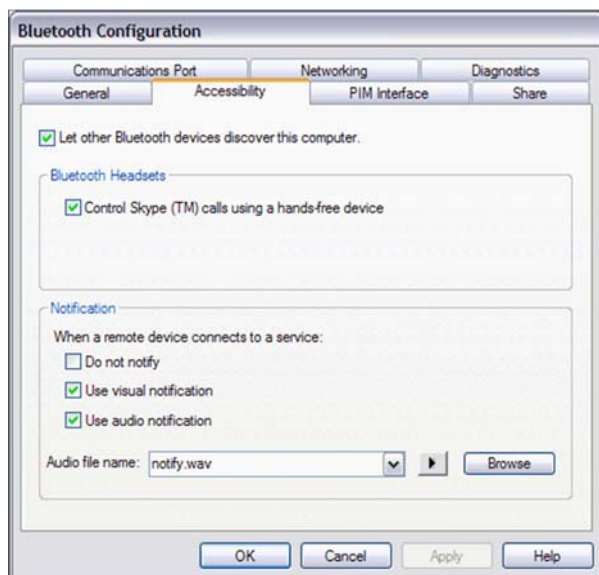 Bluetooth Configuration
Communications Port Networking Diagnostics
General Accessibility PIM Interface Share
Let other Bluetooth devices discover this computer.
Bluetooth Headsets
Control Skype (TM) calls using a hands-free device
Notification
When a remote device connects to a service:
Do not notify
Use visual notification
Use audio notification
Audio file name: notify.wav Browse
OK Cancel Apply Help